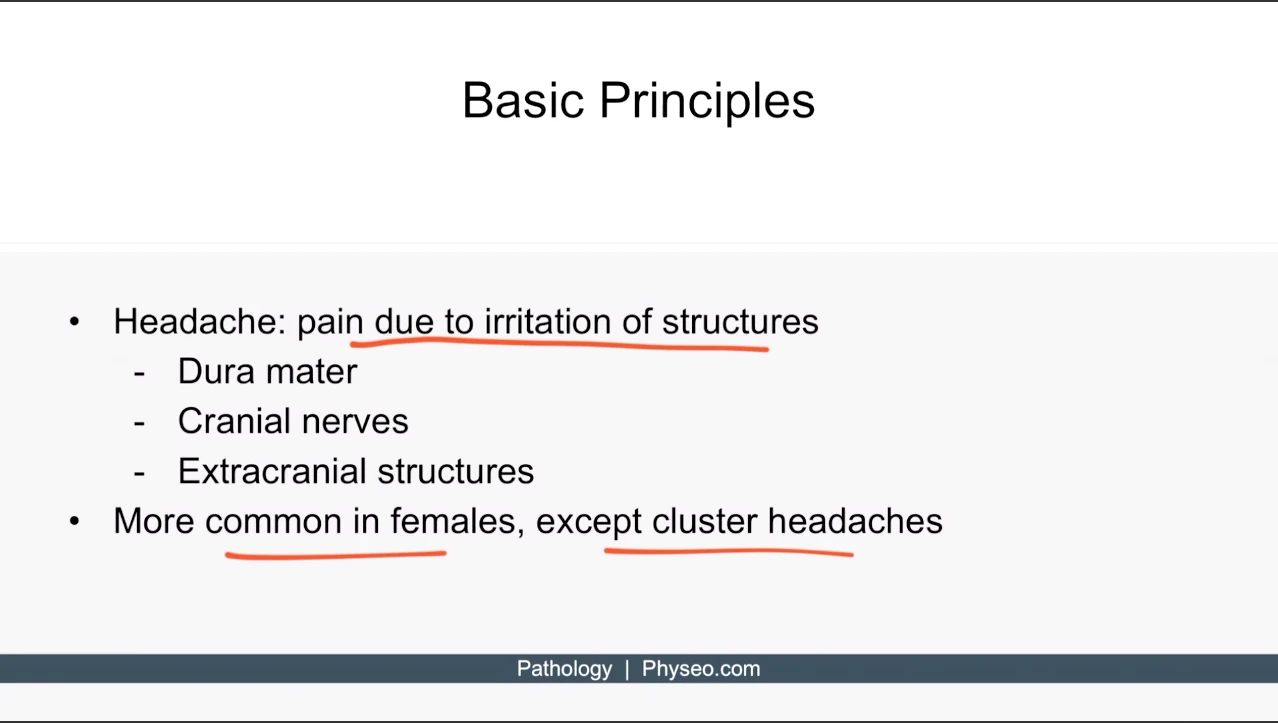 Basic Principles
• Headache: pain due to irritation of structures
- Dura mater
- Cranial nerves
- Extracranial structures
• More common in females, except cluster headaches
Pathology | Physeo.com